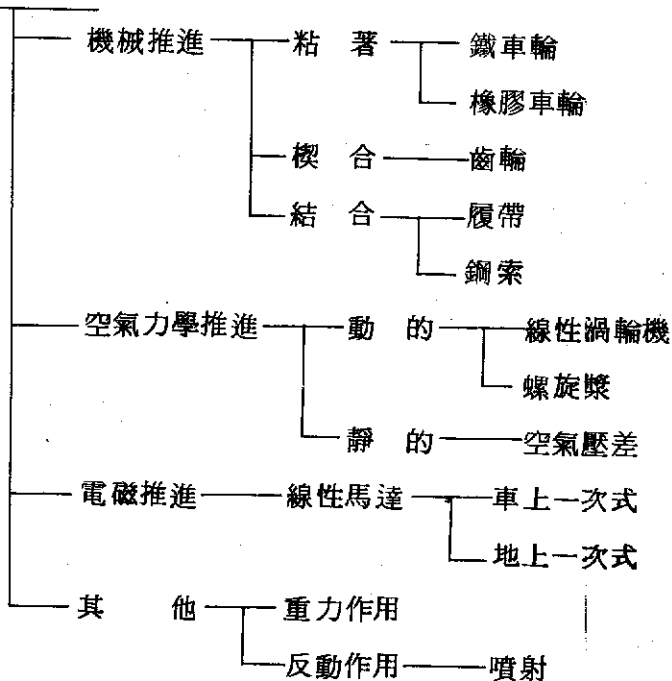 機械推進 粘著 鐵車輪
橡膠車輪
楔合 齒輪
結合 履帶
鋼索
空氣力學推進 動的 線性渦輪機
螺旋槳
靜的 空氣壓差
電磁推進 線性馬達 車上一次式
地上一次式
其他 重力作用
反動作用 噴射